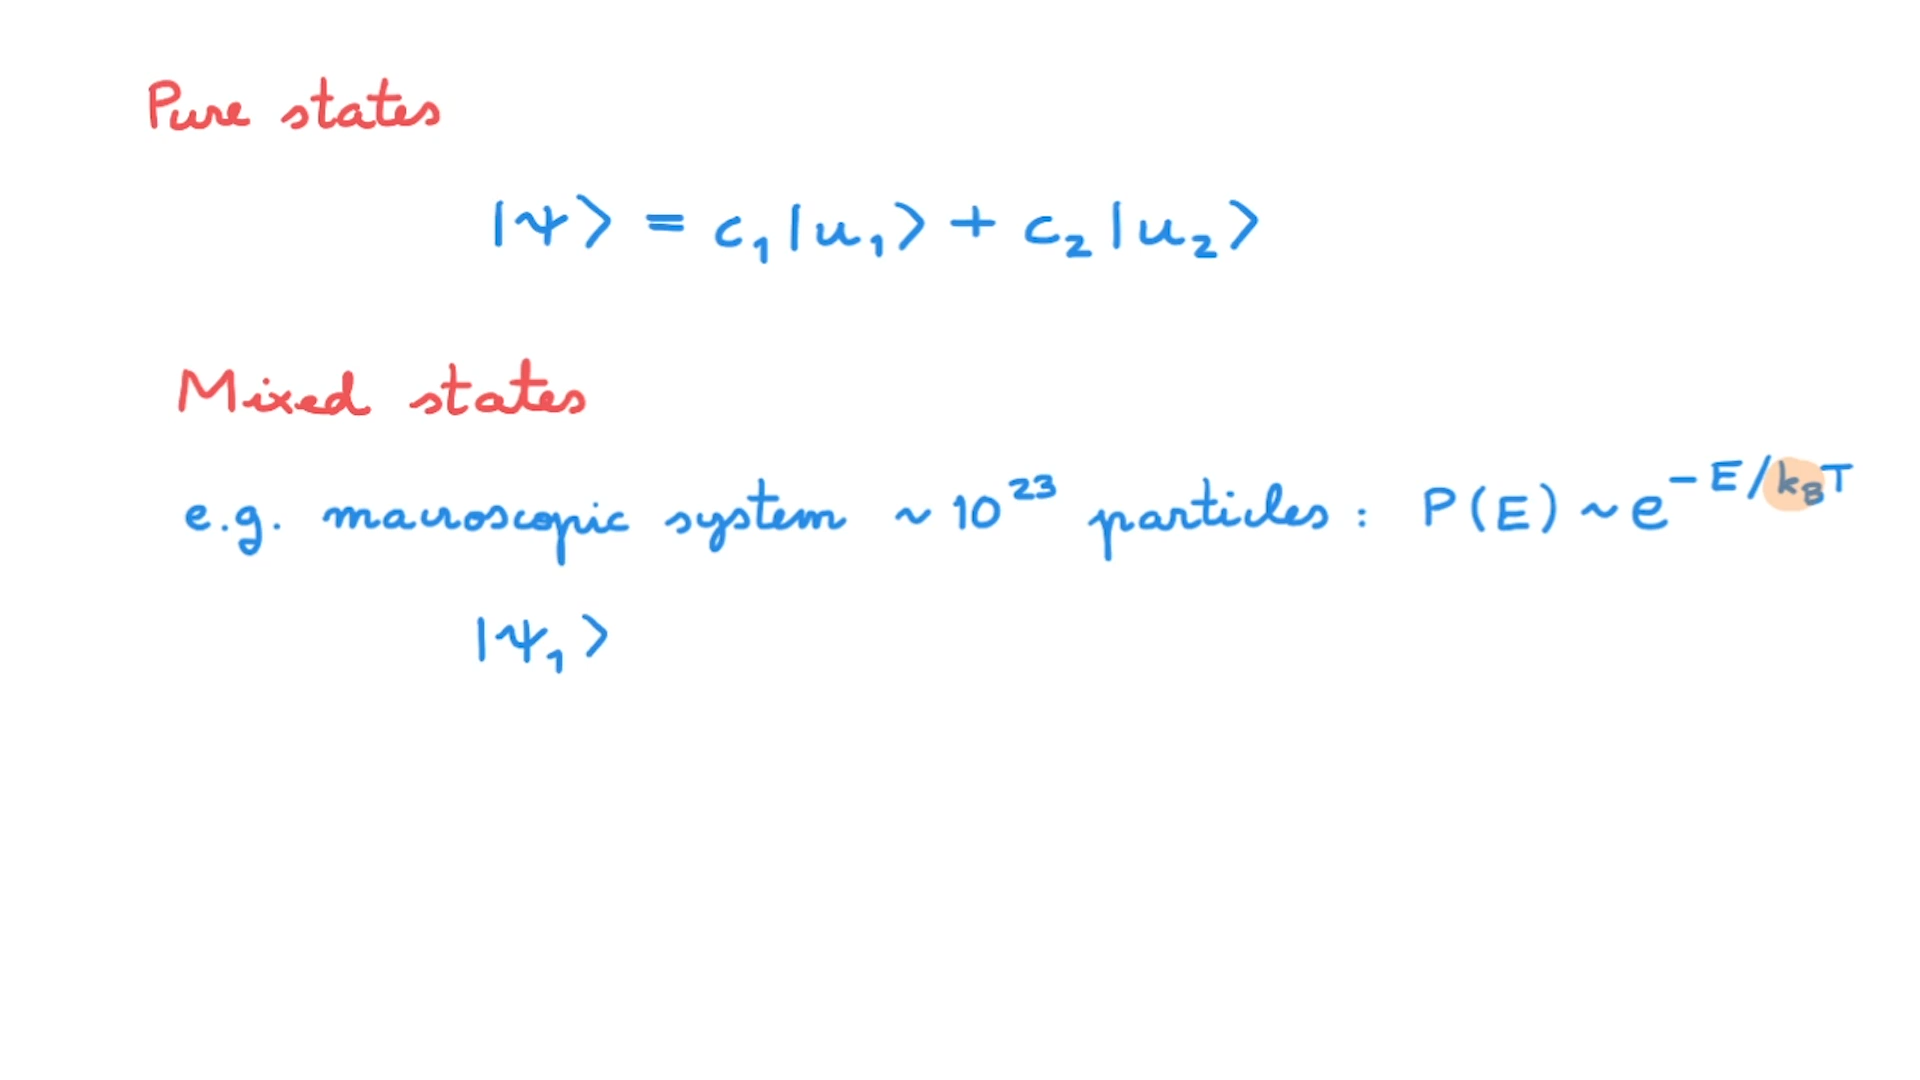 Pure states
|ψ⟩ = c₁|u₁⟩ + c₂|u₂⟩
Mixed states
e.g. macroscopic system ~ 10²³ particles : P(E) ~ e^{-E/k_BT}
|ψ₁⟩